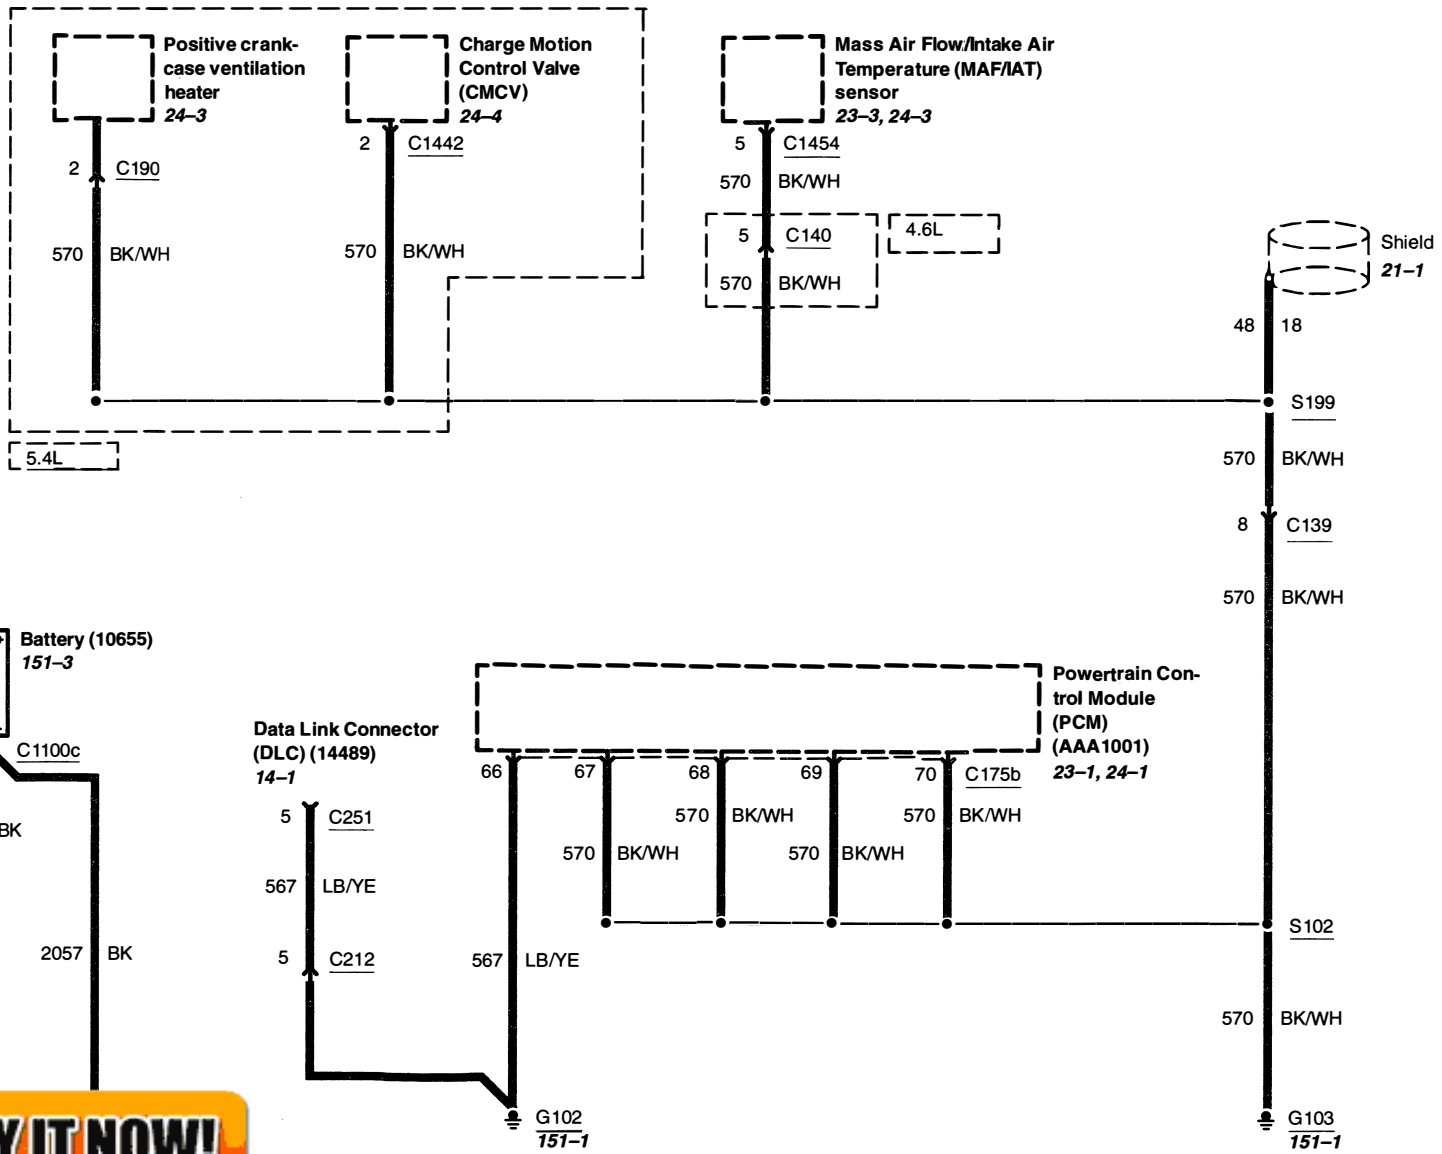 Positive crank-
case ventilation
heater
24–3
Charge Motion
Control Valve
(CMCV)
24–4
Mass Air Flow/Intake Air
Temperature (MAF/IAT)
sensor
23–3, 24–3
2 C190
2 C1442
5 C1454
570 BK/WH
5 C140
4.6L
570 BK/WH
570 BK/WH
570 BK/WH
Shield
21–1
48 18
S199
5.4L
570 BK/WH
8 C139
570 BK/WH
Battery (10655)
151–3
C1100c
BK
2057 BK
Data Link Connector
(DLC) (14489)
14–1
5 C251
567 LB/YE
5 C212
Powertrain Con-
trol Module
(PCM)
(AAA1001)
23–1, 24–1
66 67 68 69 70 C175b
570 BK/WH
570 BK/WH
570 BK/WH
570 BK/WH
567 LB/YE
S102
570 BK/WH
G102
151–1
G103
151–1
Y IT NOW!